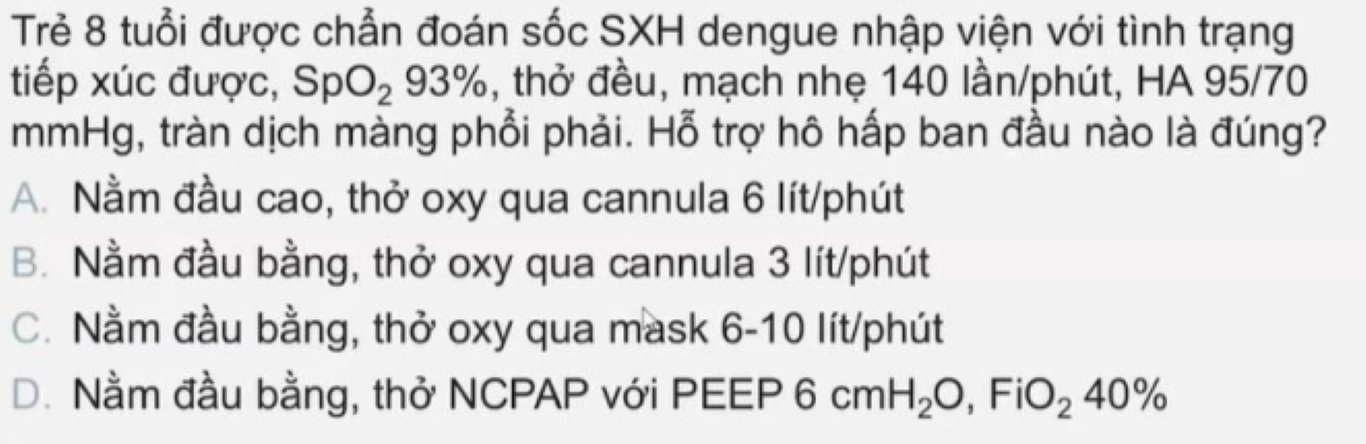 Trẻ 8 tuổi được chẩn đoán sốc SXH dengue nhập viện với tình trạng
tiếp xúc được, SpO₂ 93%, thở đều, mạch nhẹ 140 lần/phút, HA 95/70
mmHg, tràn dịch màng phổi phải. Hỗ trợ hô hấp ban đầu nào là đúng?
A. Nằm đầu cao, thở oxy qua cannula 6 lít/phút
B. Nằm đầu bằng, thở oxy qua cannula 3 lít/phút
C. Nằm đầu bằng, thở oxy qua mask 6-10 lít/phút
D. Nằm đầu bằng, thở NCPAP với PEEP 6 cmH₂O, FiO₂ 40%